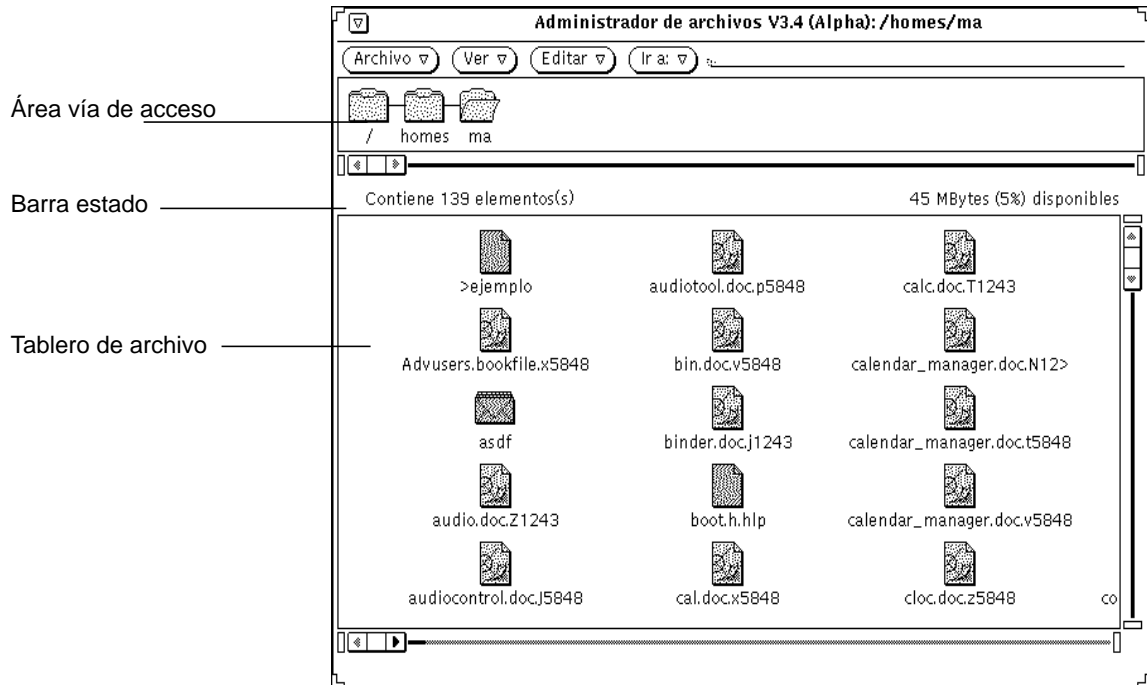 Administrador de archivos V3.4 (Alpha): /homes/ma
Archivo Ver Editar Ir a:
Área vía de acceso
/ homes ma
Barra estado
Contiene 139 elementos(s) 45 MBytes (5%) disponibles
>ejemplo audiotool.doc.p5848 calc.doc.T1243
Tablero de archivo
Advusers.bookfile.x5848 bin.doc.v5848 calendar_manager.doc.N12>
asdf binder.doc.j1243 calendar_manager.doc.t5848
audio.doc.Z1243 boot.h.hlp calendar_manager.doc.v5848
audiocontrol.doc.J5848 cal.doc.x5848 cloc.doc.z5848 co